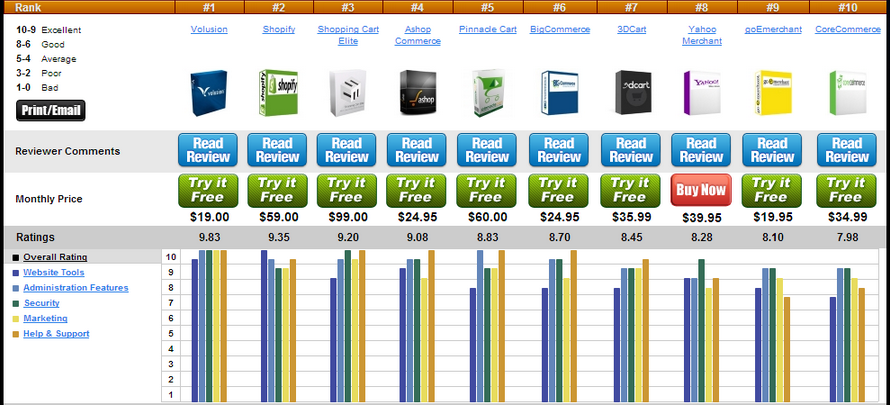 Rank #1 #2 #3 #4 #5 #6 #7 #8 #9 #10
10-9 Excellent
8-6 Good
5-4 Average
3-2 Poor
1-0 Bad
Print/Email
Volusion
Shopify
Shopping Cart
Elite
Ashop
Commerce
Pinnacle Cart
BigCommerce
3DCart
Yahoo
Merchant
goEmerchant
CoreCommerce
volusion
shopify
ashop
3dcart
YAHOO!
Reviewer Comments
Read
Review
Read
Review
Read
Review
Read
Review
Read
Review
Read
Review
Read
Review
Read
Review
Read
Review
Read
Review
Monthly Price
Try it
Free
Try it
Free
Try it
Free
Try it
Free
Try it
Free
Try it
Free
Try it
Free
Buy Now
Try it
Free
Try it
Free
$19.00 $59.00 $99.00 $24.95 $60.00 $24.95 $35.99 $39.95 $19.95 $34.99
Ratings 9.83 9.35 9.20 9.08 8.83 8.70 8.45 8.28 8.10 7.98
Overall Rating
Website Tools
Administration Features
Security
Marketing
Help & Support
10
9
8
7
6
5
4
3
2
1